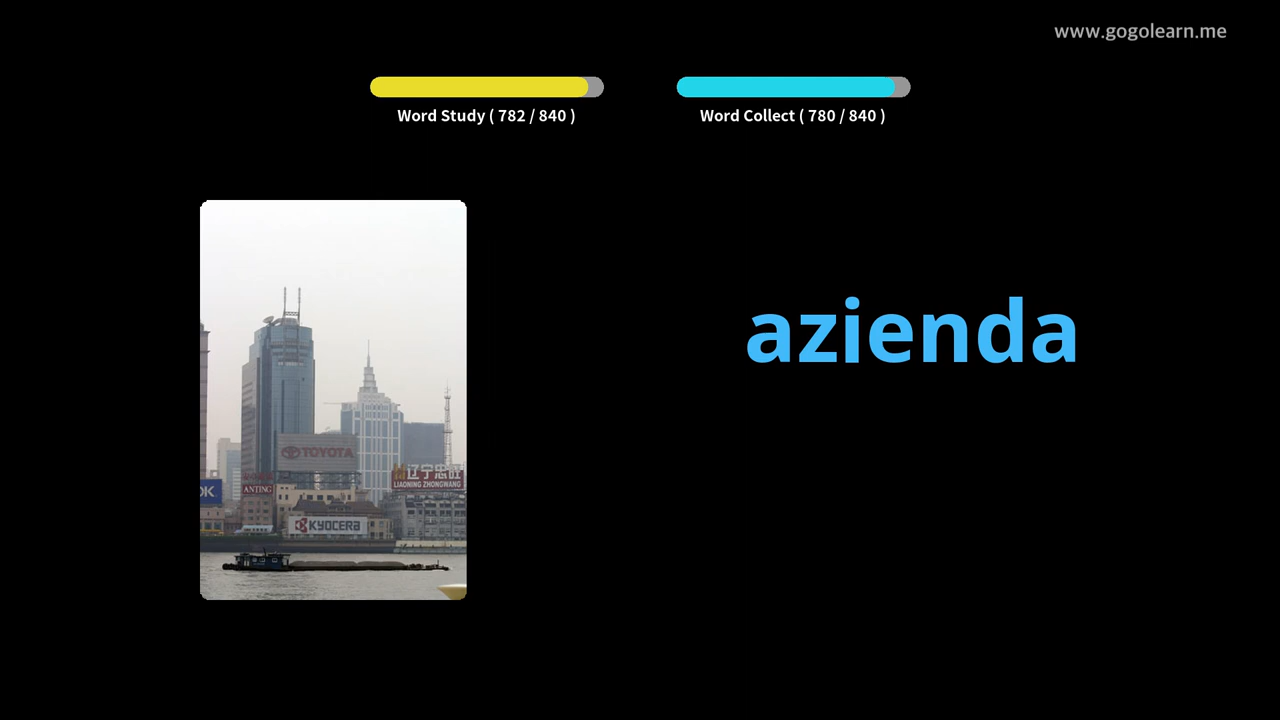 www.gogolearn.me
Word Study ( 782 / 840 )
Word Collect ( 780 / 840 )
azienda
TOYOTA
辽宁忠旺
LIAONING ZHONGWANG
OK
ANTING
KYOCERA